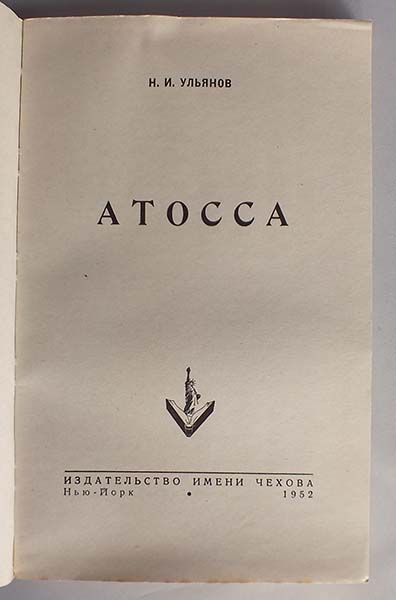 Н. И. УЛЬЯНОВ
АТОССА
ИЗДАТЕЛЬСТВО ИМЕНИ ЧЕХОВА
Нью-Йорк • 1952